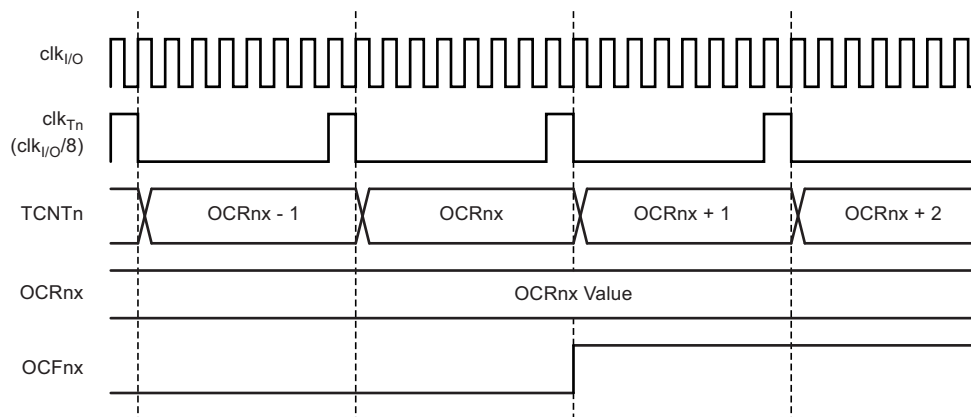 clkI/O
clkTn
(clkI/O/8)
TCNTn OCRnx - 1 OCRnx OCRnx + 1 OCRnx + 2
OCRnx OCRnx Value
OCFnx